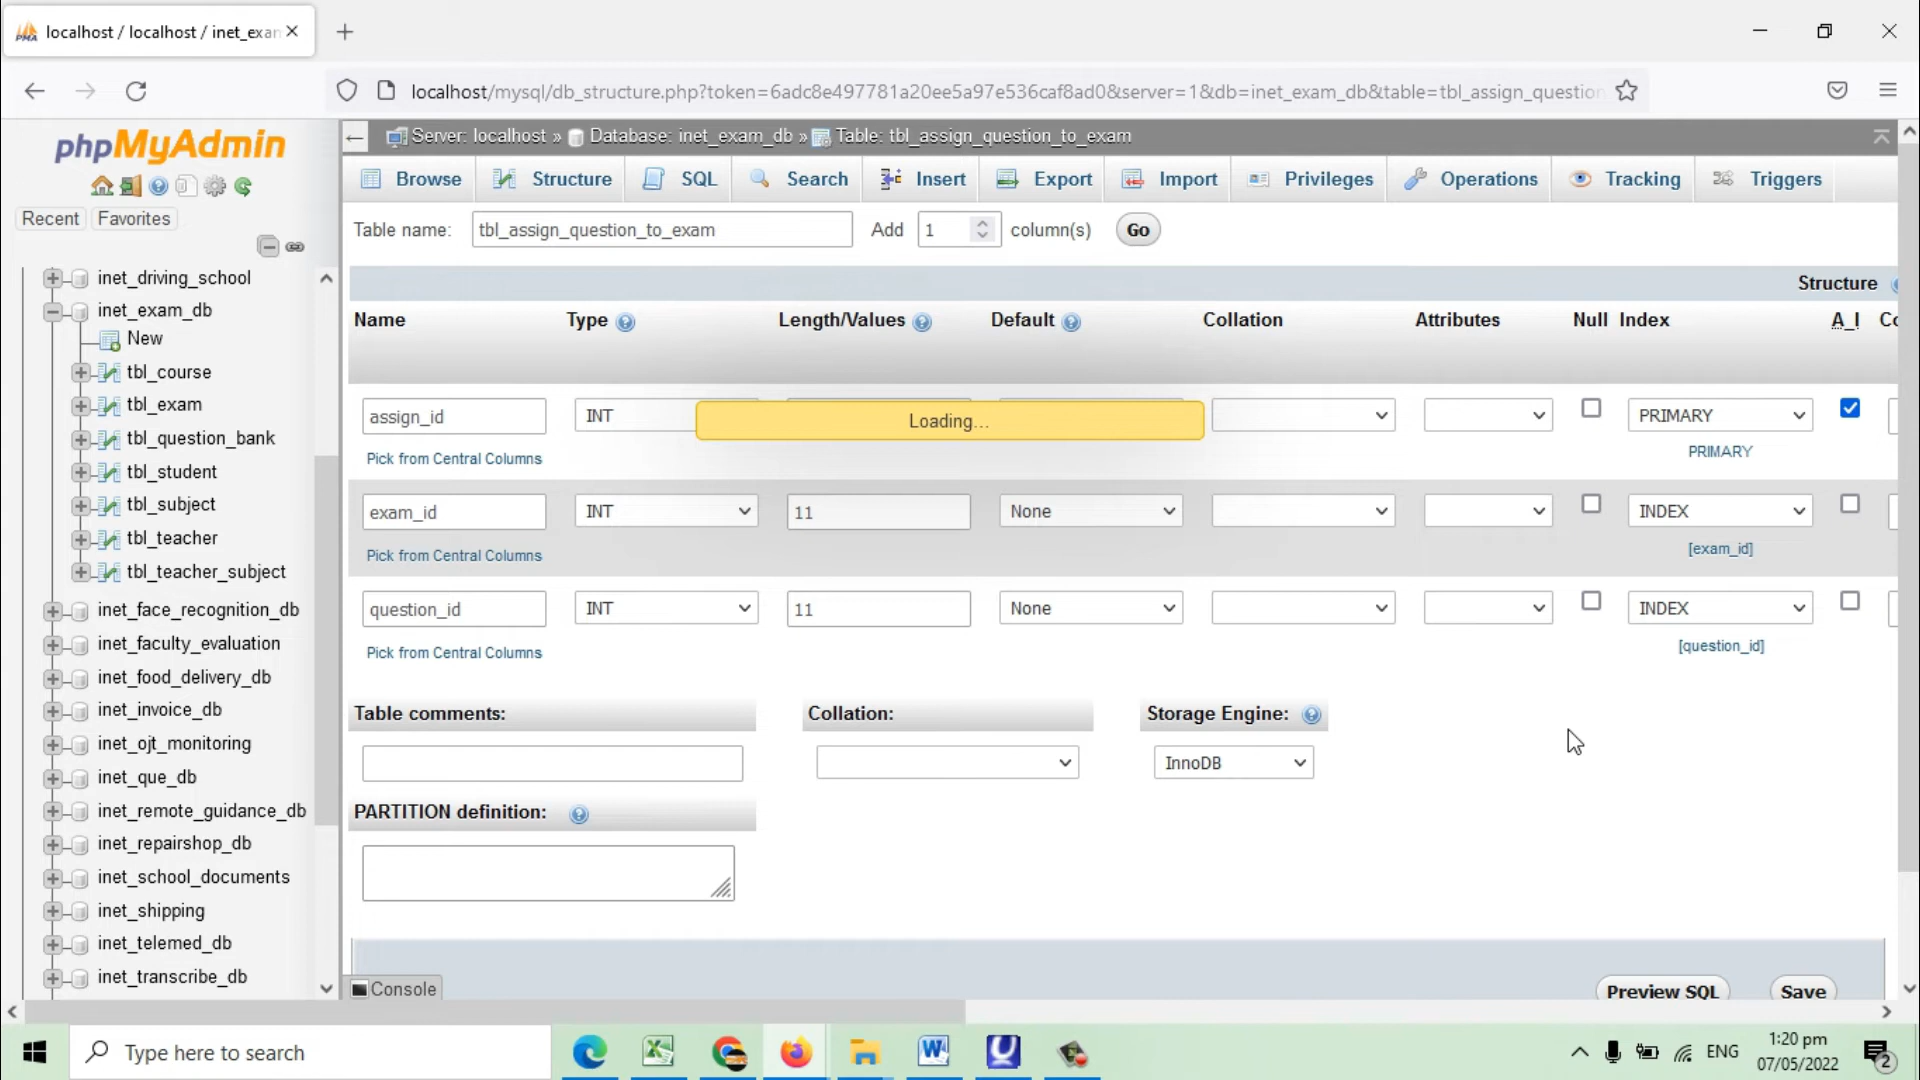 localhost / localhost / inet_exan
localhost/mysql/db_structure.php?token=6adc8e497781a20ee5a97e536caf8ad0&server=1&db=inet_exam_db&table=tbl_assign_question
phpMyAdmin
Recent Favorites
inet_driving_school
inet_exam_db
New
tbl_course
tbl_exam
tbl_question_bank
tbl_student
tbl_subject
tbl_teacher
tbl_teacher_subject
inet_face_recognition_db
inet_faculty_evaluation
inet_food_delivery_db
inet_invoice_db
inet_ojt_monitoring
inet_que_db
inet_remote_guidance_db
inet_repairshop_db
inet_school_documents
inet_shipping
inet_telemed_db
inet_transcribe_db
Server: localhost » Database: inet_exam_db » Table: tbl_assign_question_to_exam
Browse Structure SQL Search Insert Export Import Privileges Operations Tracking Triggers
Table name: tbl_assign_question_to_exam Add 1 column(s) Go
Structure
Name Type Length/Values Default Collation Attributes Null Index A_I Co
assign_id INT Loading... PRIMARY
Pick from Central Columns PRIMARY
exam_id INT 11 None INDEX
Pick from Central Columns [exam_id]
question_id INT 11 None INDEX
Pick from Central Columns [question_id]
Table comments: Collation: Storage Engine:
InnoDB
PARTITION definition:
Preview SQL Save
Console
Type here to search
ENG
1:20 pm
07/05/2022
2